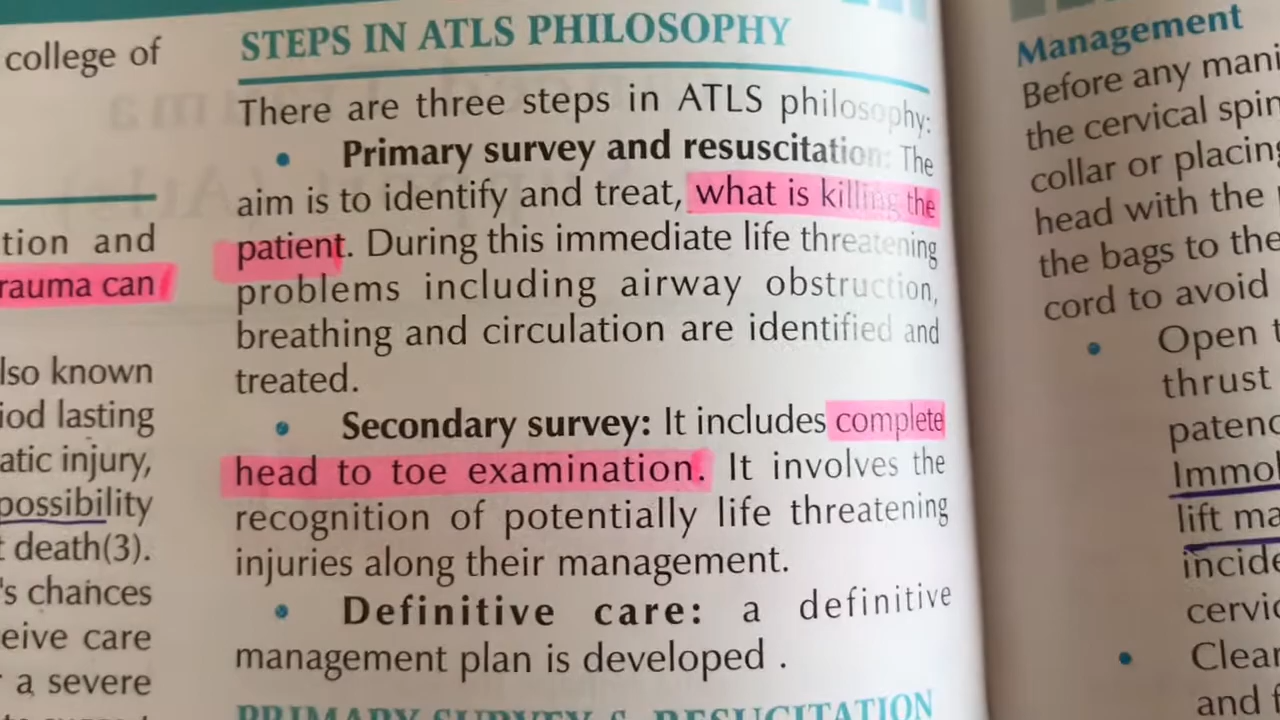 college of
tion and
rauma can
lso known
iod lasting
atic injury,
possibility
t death(3).
's chances
eive care
r a severe
STEPS IN ATLS PHILOSOPHY
There are three steps in ATLS philosophy:
• Primary survey and resuscitation: The
aim is to identify and treat, what is killing the
patient. During this immediate life threatening
problems including airway obstruction,
breathing and circulation are identified and
treated.
• Secondary survey: It includes complete
head to toe examination. It involves the
recognition of potentially life threatening
injuries along their management.
• Definitive care: a definitive
management plan is developed .
PRIMARY SURVEY & RESUCITATION
Management
Before any mani
the cervical spin
collar or placing
head with the
the bags to the
cord to avoid
• Open t
thrust
patenc
Immo
lift ma
incide
cervic
• Clear
and f